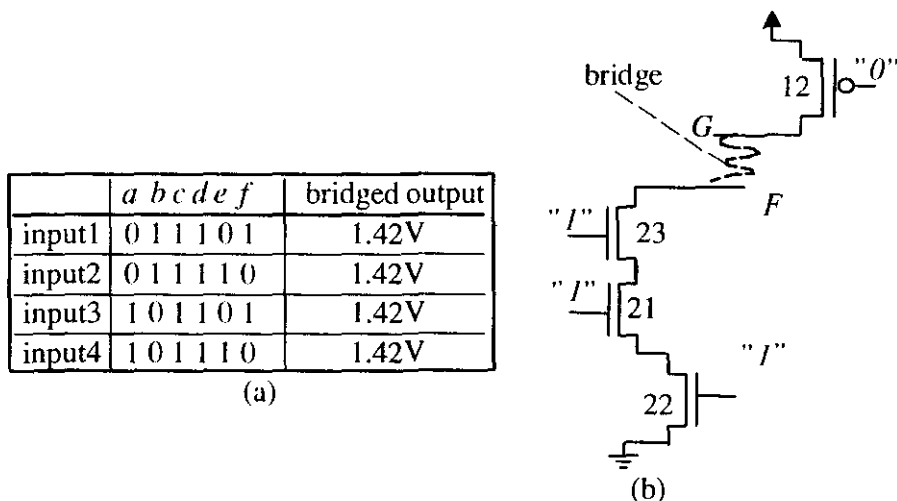 a b c d e f bridged output
input1 0 1 1 1 0 1 1.42V
input2 0 1 1 1 1 0 1.42V
input3 1 0 1 1 0 1 1.42V
input4 1 0 1 1 1 0 1.42V
(a)
bridge
12
"0"
G
F
"1"
23
"1"
21
"1"
22
(b)